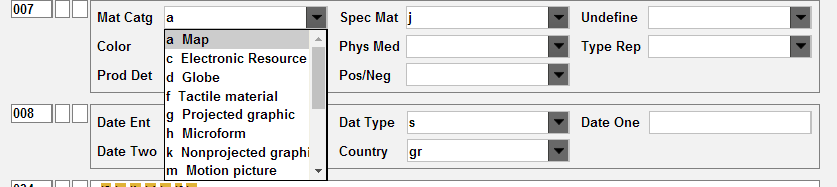 007 Mat Catg a Spec Mat j Undefine
a Map
Color Phys Med Type Rep
c Electronic Resource
Prod Det d Globe Pos/Neg
f Tactile material
g Projected graphic
008 h Microform
Date Ent Dat Type s Date One
k Nonprojected graphi
Date Two m Motion picture Country gr